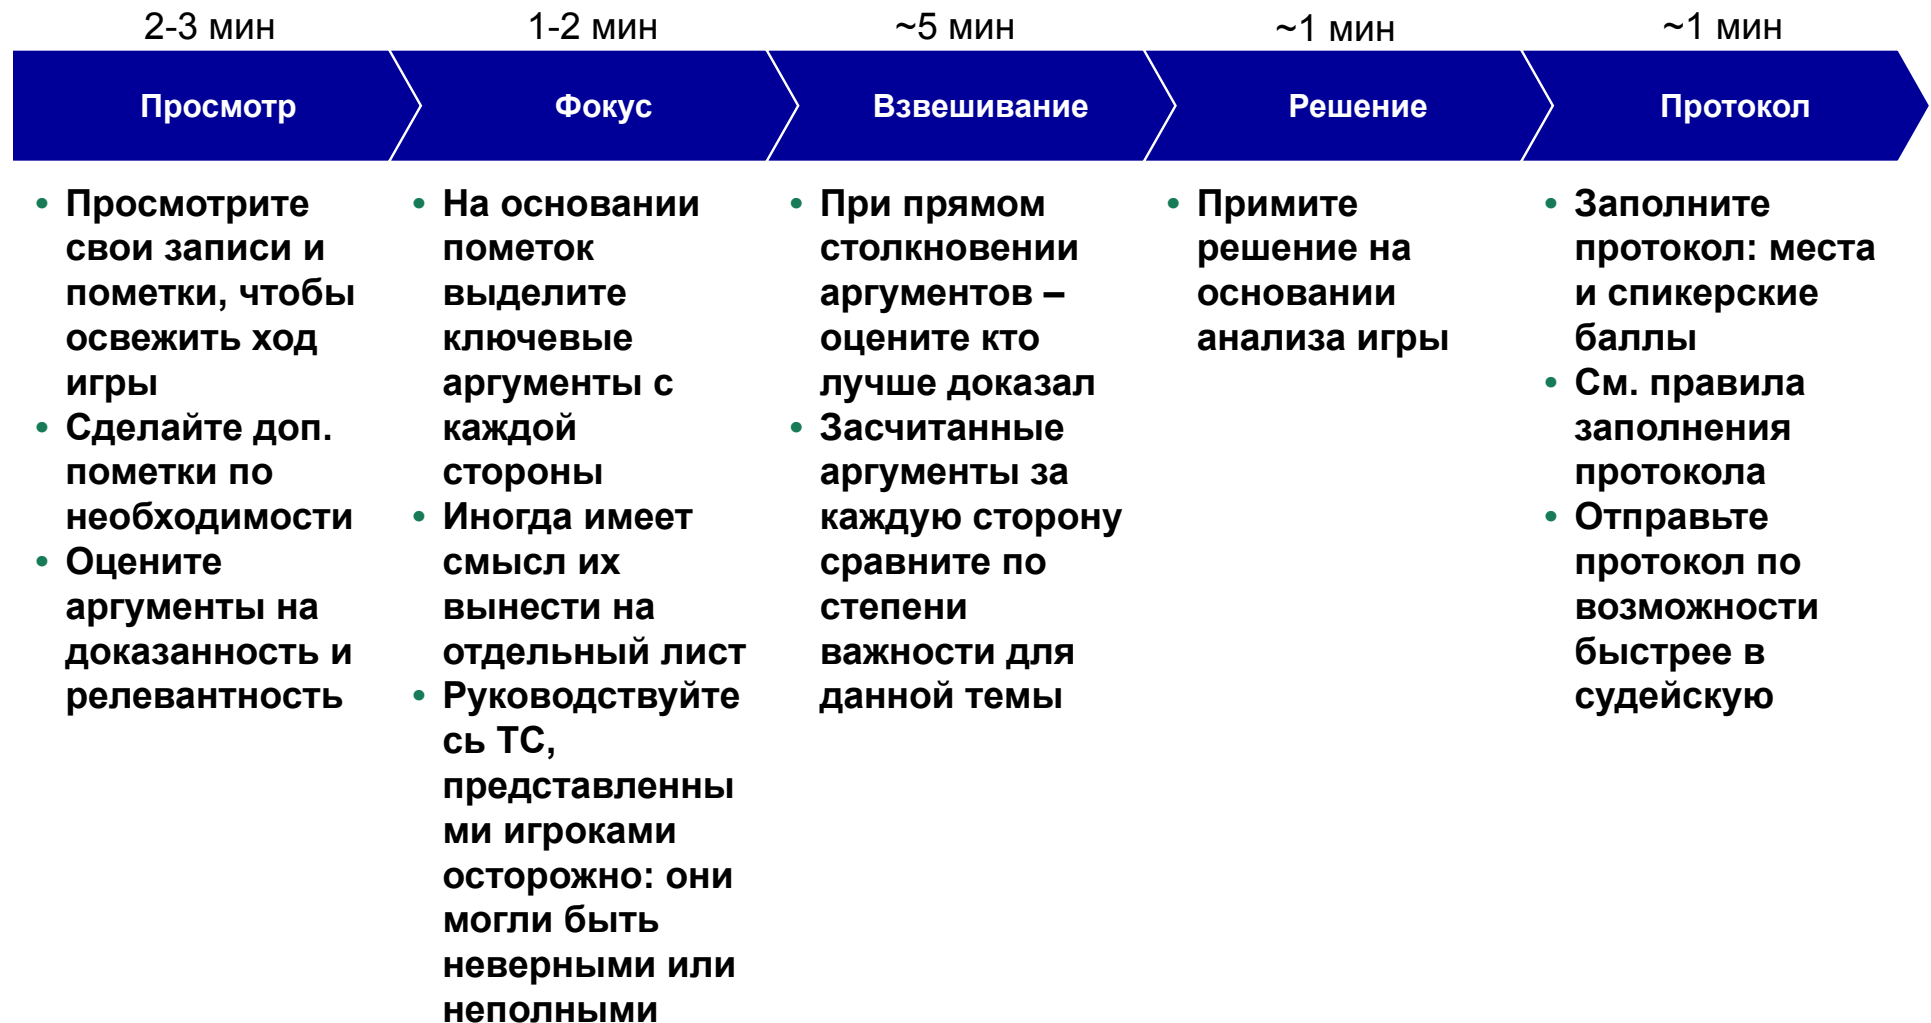 2-3 мин
1-2 мин
~5 мин
~1 мин
~1 мин
Просмотр
Фокус
Взвешивание
Решение
Протокол
• Просмотрите
свои записи и
пометки, чтобы
освежить ход
игры
• Сделайте доп.
пометки по
необходимости
• Оцените
аргументы на
доказанность и
релевантность
• На основании
пометок
выделите
ключевые
аргументы с
каждой
стороны
• Иногда имеет
смысл их
вынести на
отдельный лист
• Руководствуйте
сь ТС,
представленны
ми игроками
осторожно: они
могли быть
неверными или
неполными
• При прямом
столкновении
аргументов –
оцените кто
лучше доказал
• Засчитанные
аргументы за
каждую сторону
сравните по
степени
важности для
данной темы
• Примите
решение на
основании
анализа игры
• Заполните
протокол: места
и спикерские
баллы
• См. правила
заполнения
протокола
• Отправьте
протокол по
возможности
быстрее в
судейскую